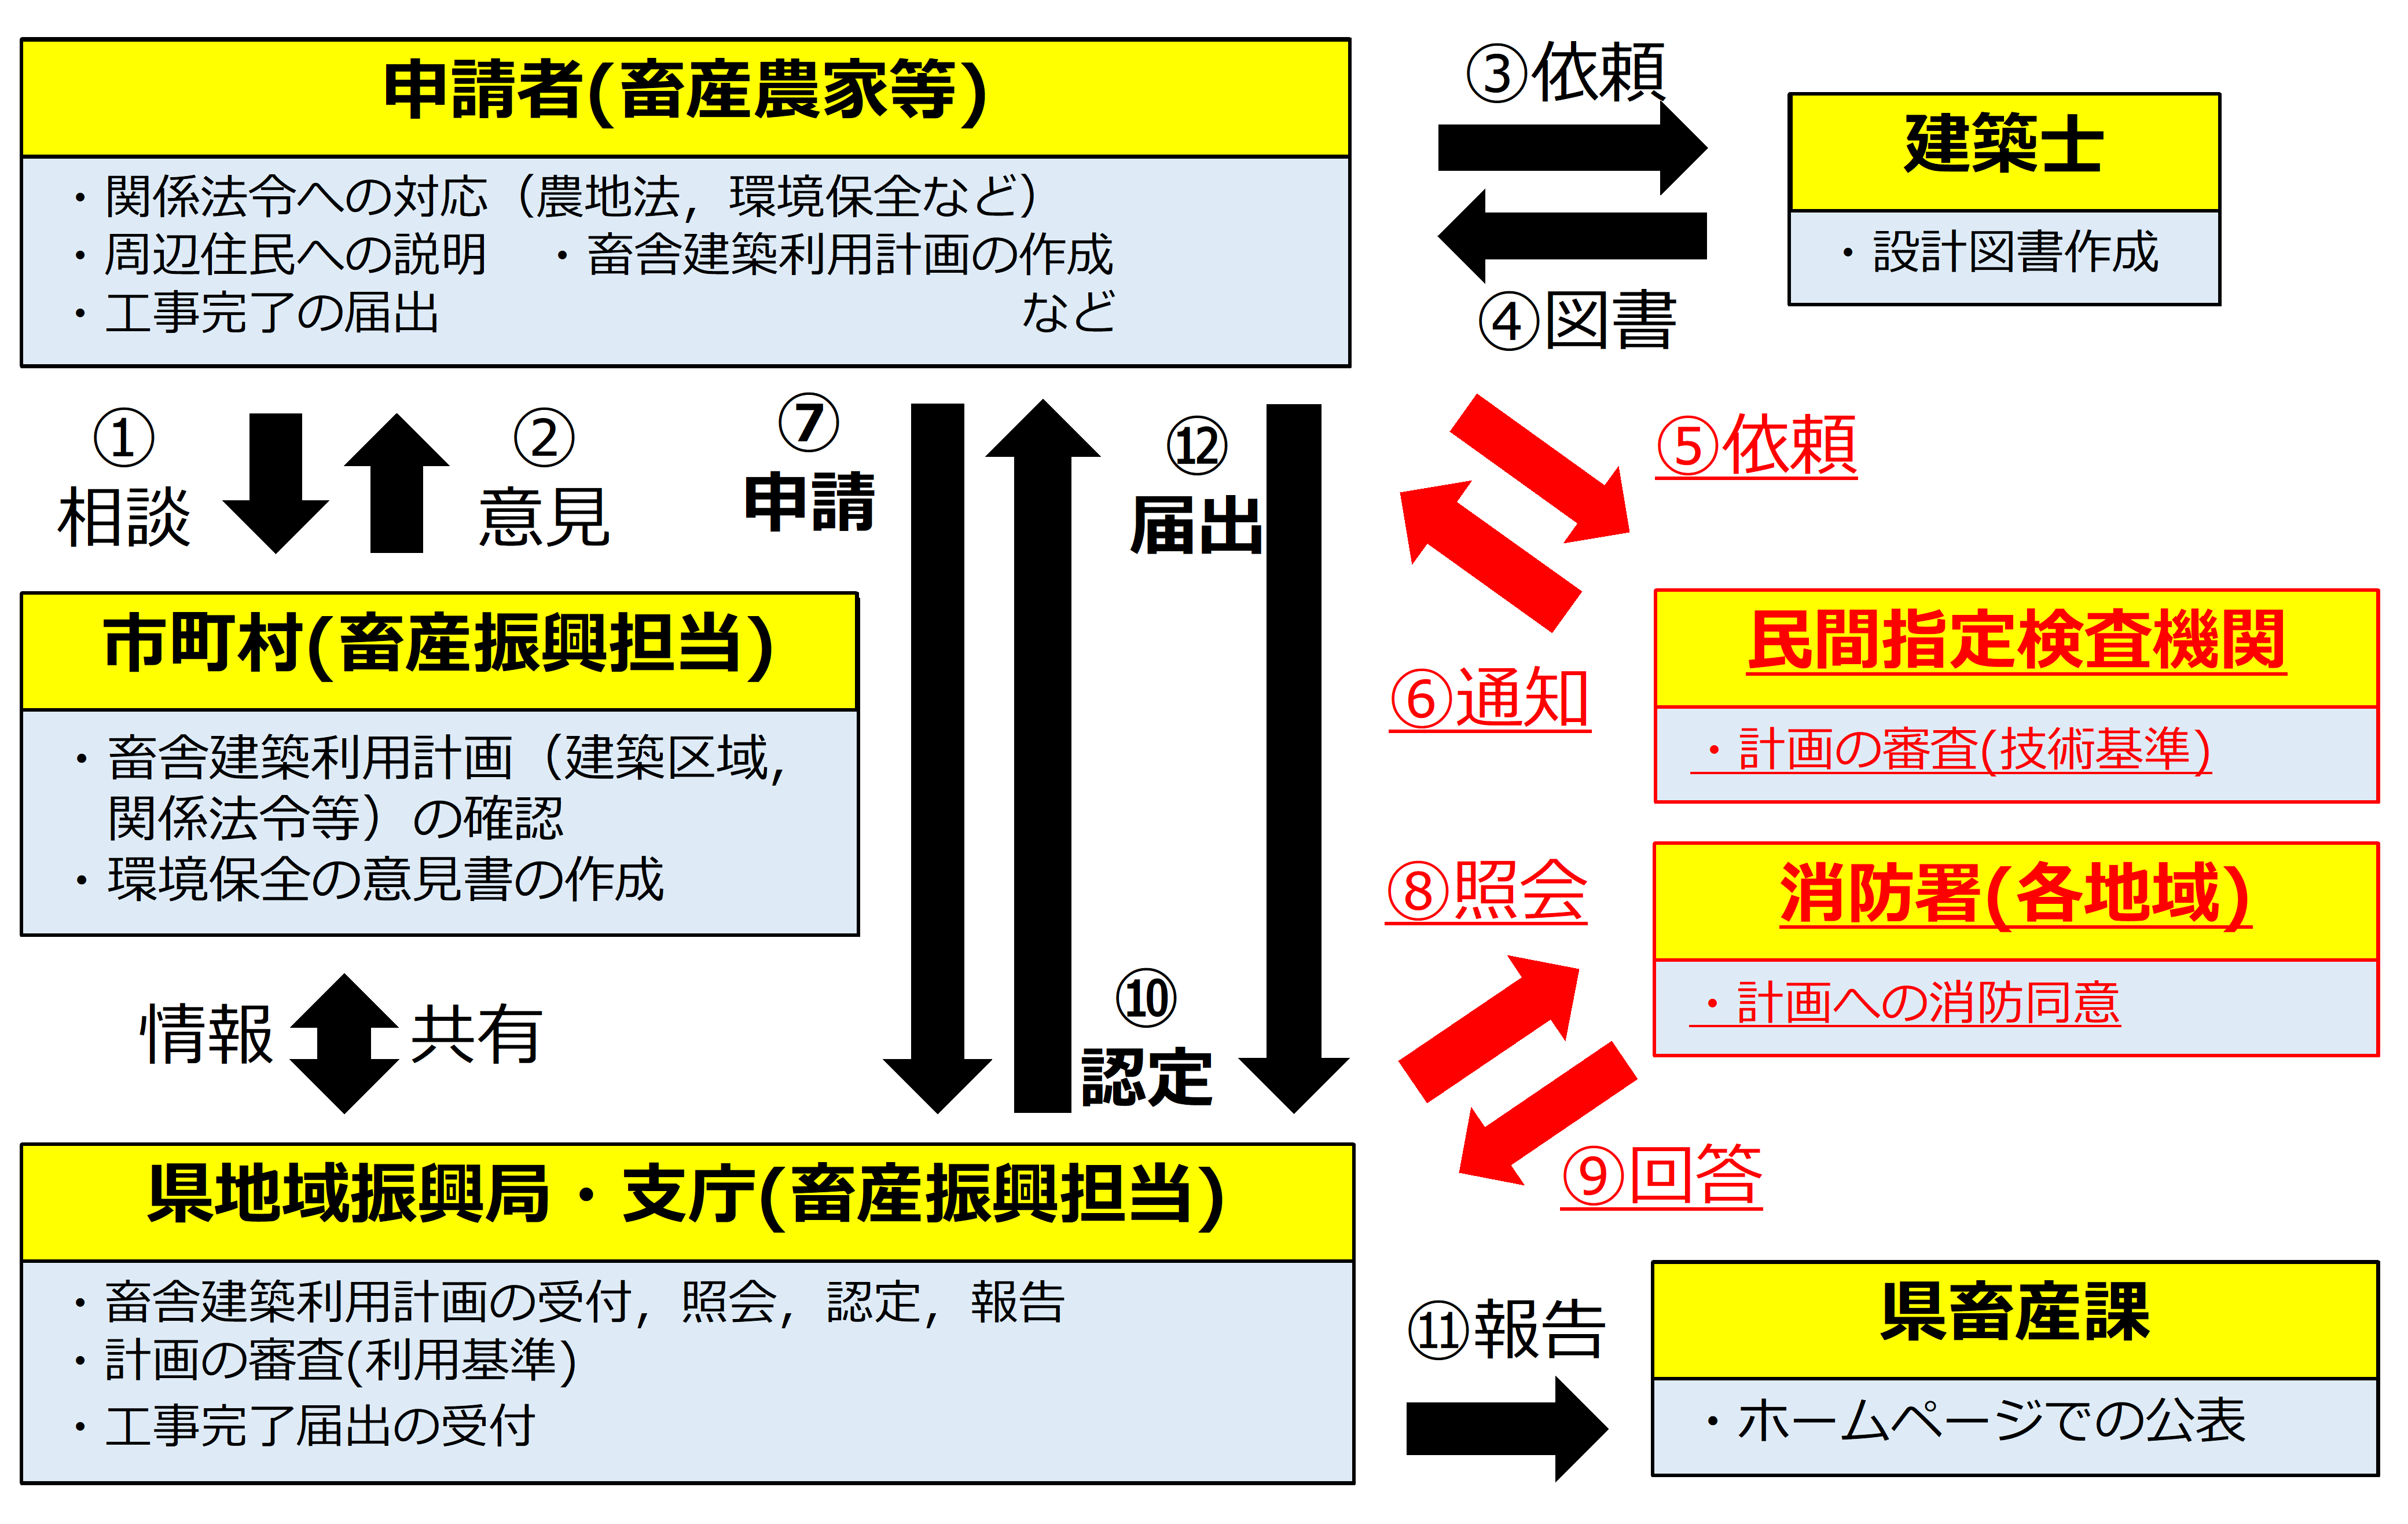 申請者(畜産農家等)
・関係法令への対応（農地法，環境保全など）
・周辺住民への説明　・畜舎建築利用計画の作成
・工事完了の届出　など
③依頼
④図書
建築士
・設計図書作成
①
相談
②
意見
⑦
申請
⑫
届出
⑤依頼
⑥通知
市町村(畜産振興担当)
・畜舎建築利用計画（建築区域，
関係法令等）の確認
・環境保全の意見書の作成
民間指定検査機関
・計画の審査(技術基準)
⑧照会
消防署(各地域)
・計画への消防同意
情報　共有
⑩
認定
⑨回答
県地域振興局・支庁(畜産振興担当)
・畜舎建築利用計画の受付，照会，認定，報告
・計画の審査(利用基準)
・工事完了届出の受付
⑪報告
県畜産課
・ホームページでの公表